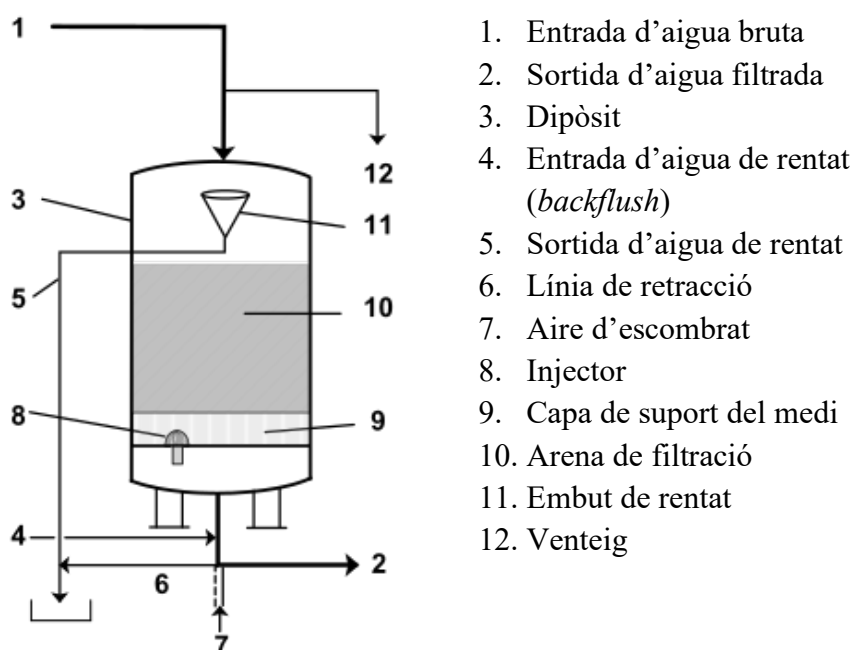 1
12
3
11
5
10
8
9
4
2
6
7
1. Entrada d’aigua bruta
2. Sortida d’aigua filtrada
3. Dipòsit
4. Entrada d’aigua de rentat
(backflush)
5. Sortida d’aigua de rentat
6. Línia de retracció
7. Aire d’escombrat
8. Injector
9. Capa de suport del medi
10. Arena de filtració
11. Embut de rentat
12. Venteig